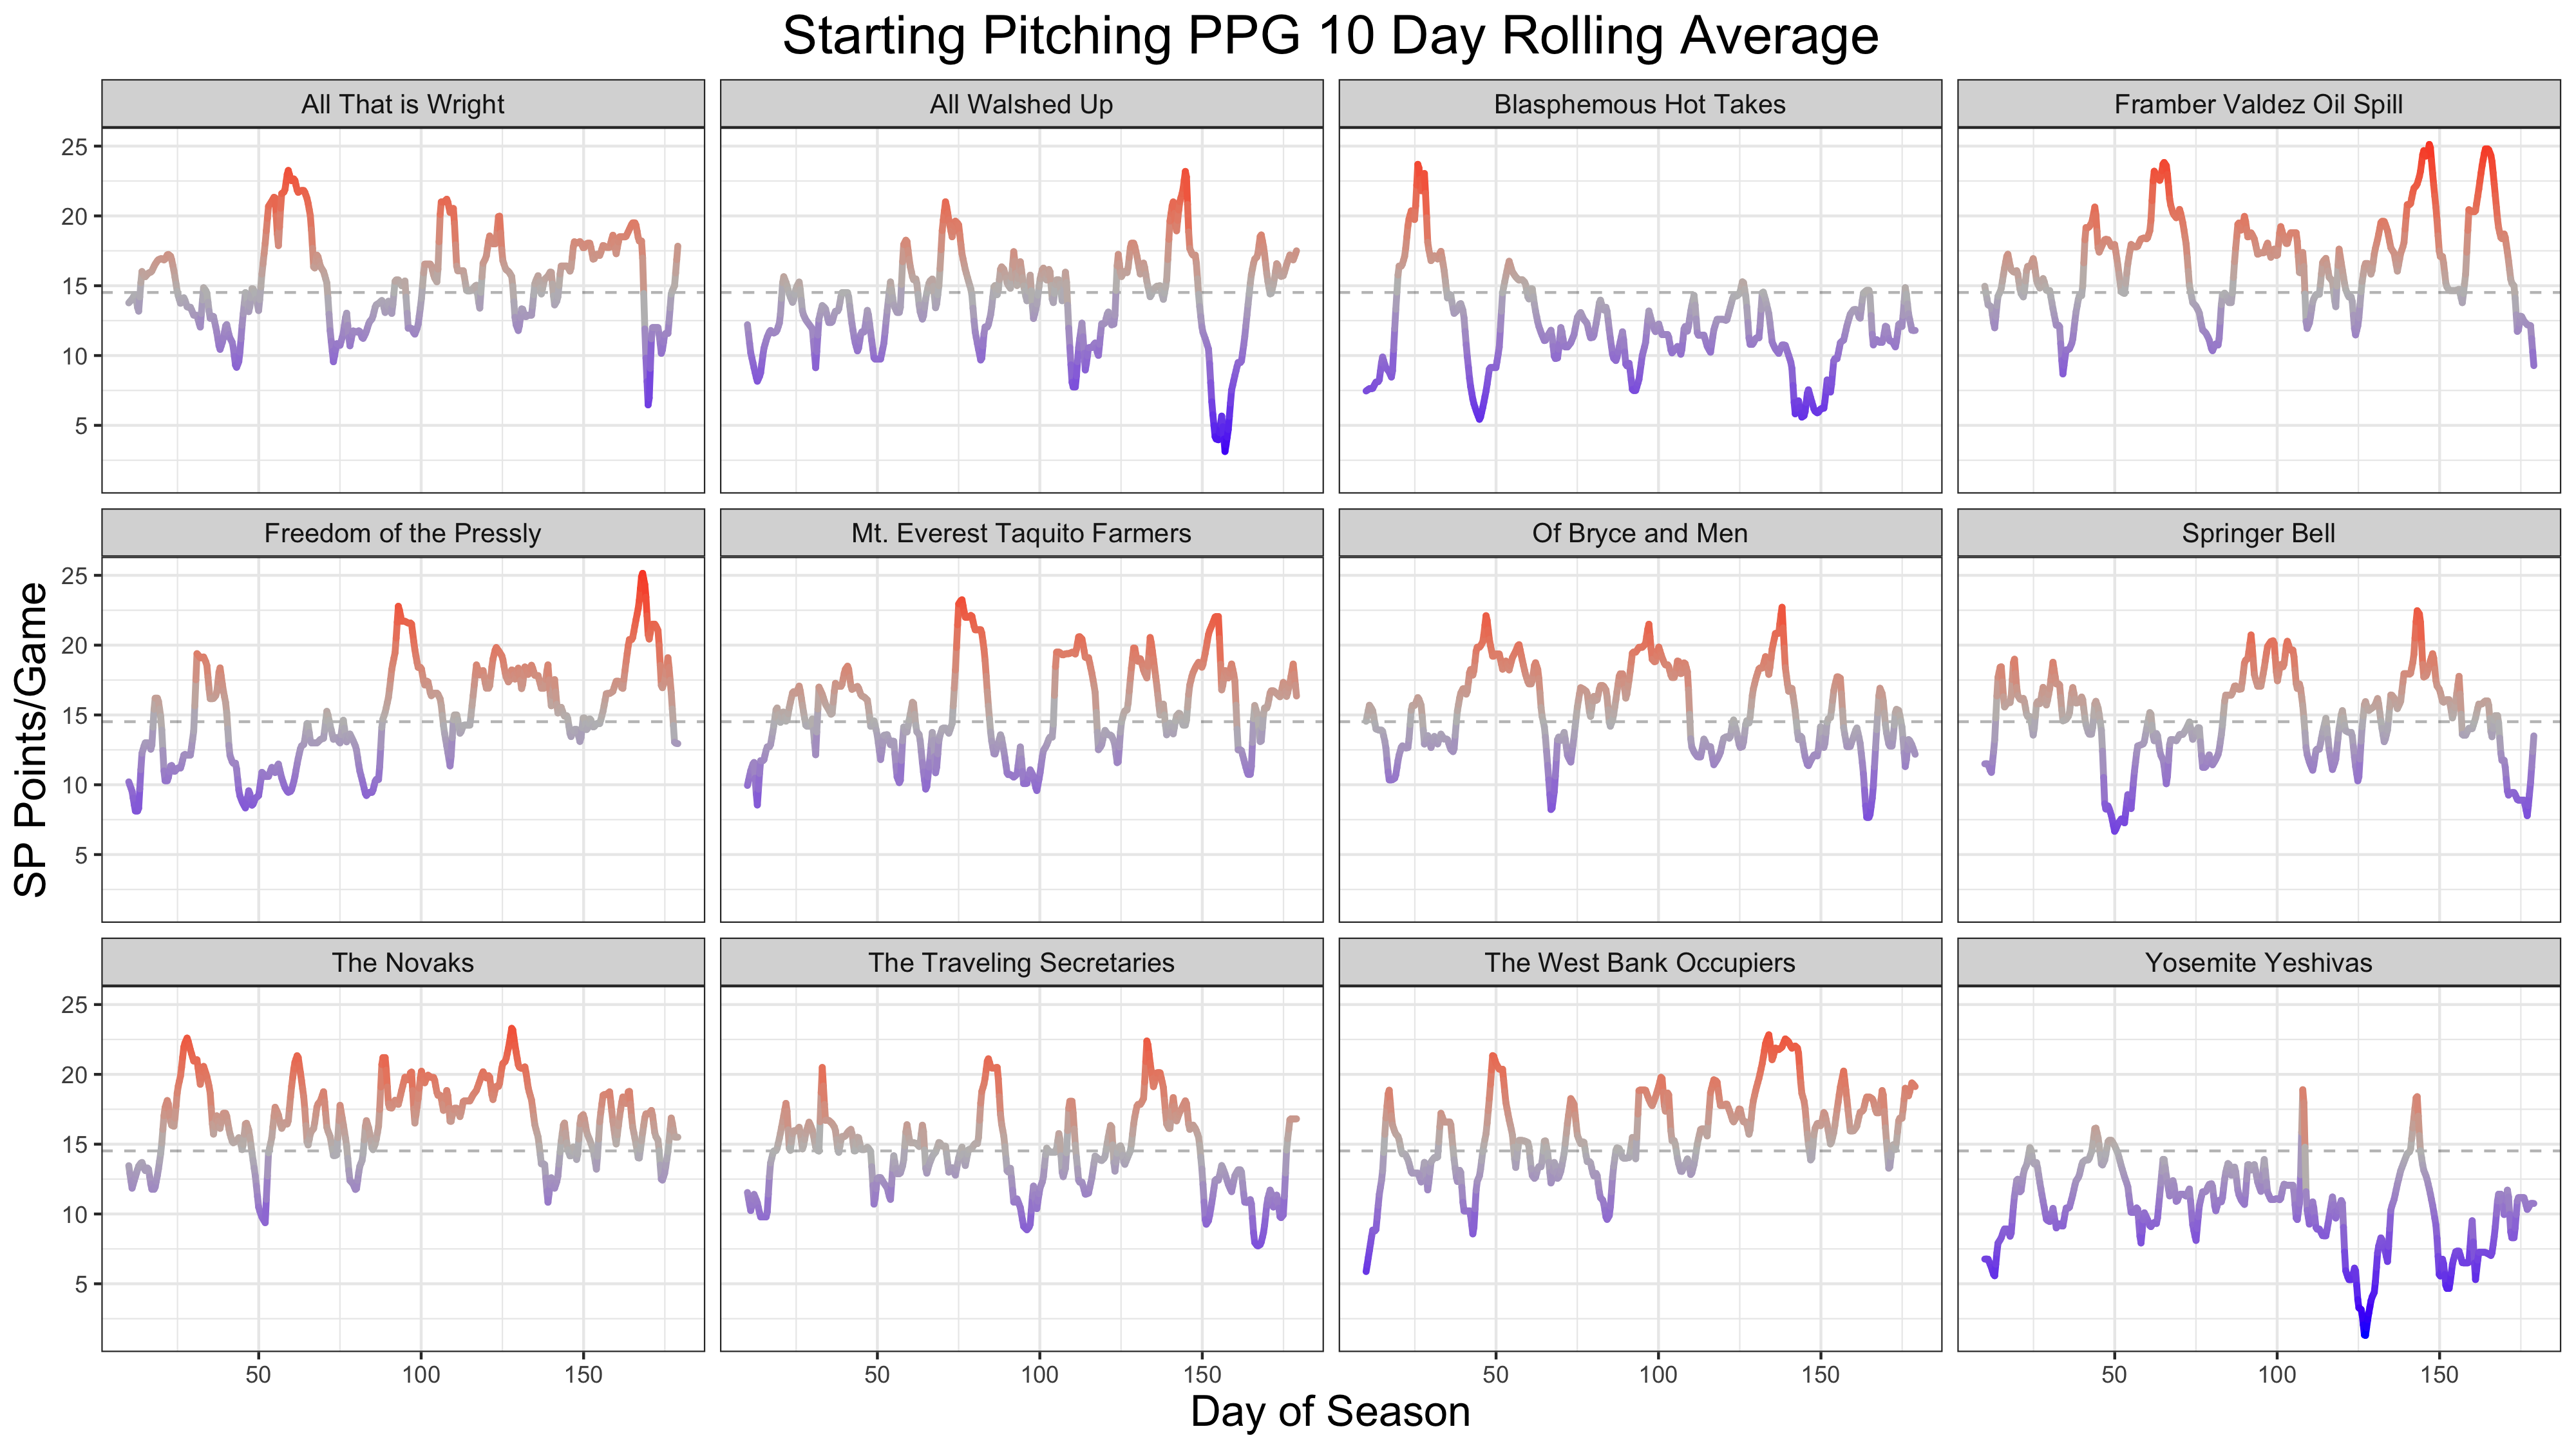 Starting Pitching PPG 10 Day Rolling Average
All That is Wright
All Walshed Up
Blasphemous Hot Takes
Framber Valdez Oil Spill
25
20
15
10
5
Freedom of the Pressly
Mt. Everest Taquito Farmers
Of Bryce and Men
Springer Bell
25
20
15
10
5
SP Points/Game
The Novaks
The Traveling Secretaries
The West Bank Occupiers
Yosemite Yeshivas
25
20
15
10
5
50 100 150
50 100 150
50 100 150
50 100 150
Day of Season